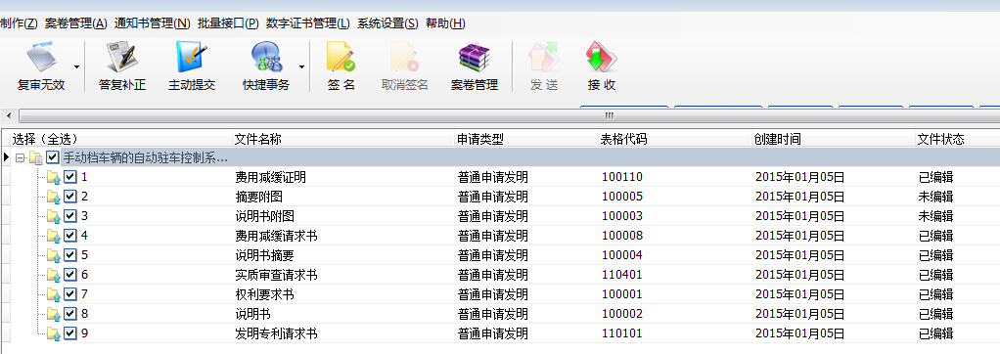 制作(Z) 案卷管理(A) 通知书管理(N) 批量接口(P) 数字证书管理(L) 系统设置(S) 帮助(H)
复审无效 答复补正 主动提交 快捷事务 签 名 取消签名 案卷管理 发 送 接 收
选择（全选） 文件名称 申请类型 表格代码 创建时间 文件状态
手动档车辆的自动驻车控制系...
1 费用减缓证明 普通申请发明 100110 2015年01月05日 已编辑
2 摘要附图 普通申请发明 100005 2015年01月05日 未编辑
3 说明书附图 普通申请发明 100003 2015年01月05日 未编辑
4 费用减缓请求书 普通申请发明 100008 2015年01月05日 已编辑
5 说明书摘要 普通申请发明 100004 2015年01月05日 已编辑
6 实质审查请求书 普通申请发明 110401 2015年01月05日 已编辑
7 权利要求书 普通申请发明 100001 2015年01月05日 已编辑
8 说明书 普通申请发明 100002 2015年01月05日 已编辑
9 发明专利请求书 普通申请发明 110101 2015年01月05日 已编辑